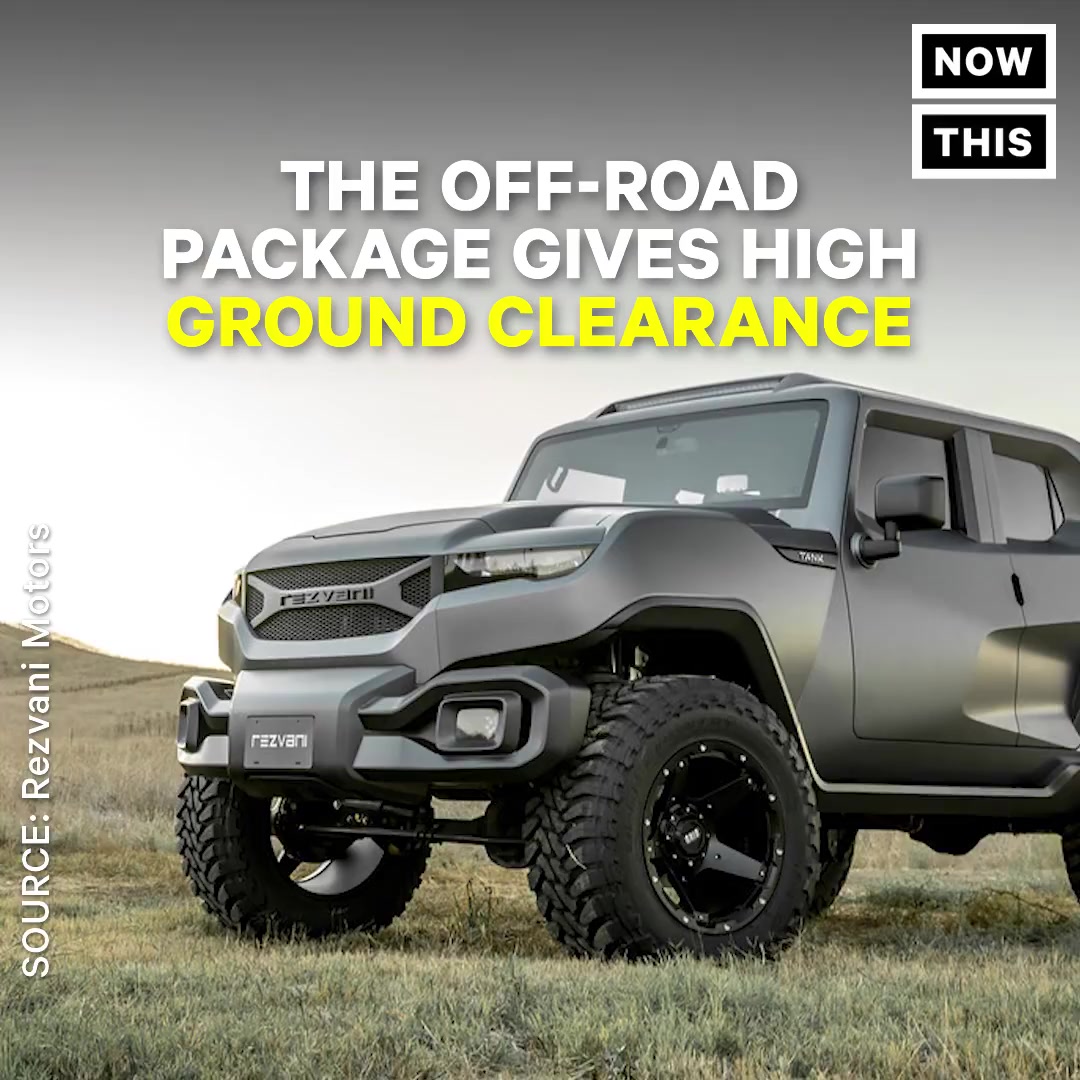 NOW
THIS
THE OFF-ROAD
PACKAGE GIVES HIGH
GROUND CLEARANCE
TANK
rezvani
rezvani
SOURCE: Rezvani Motors